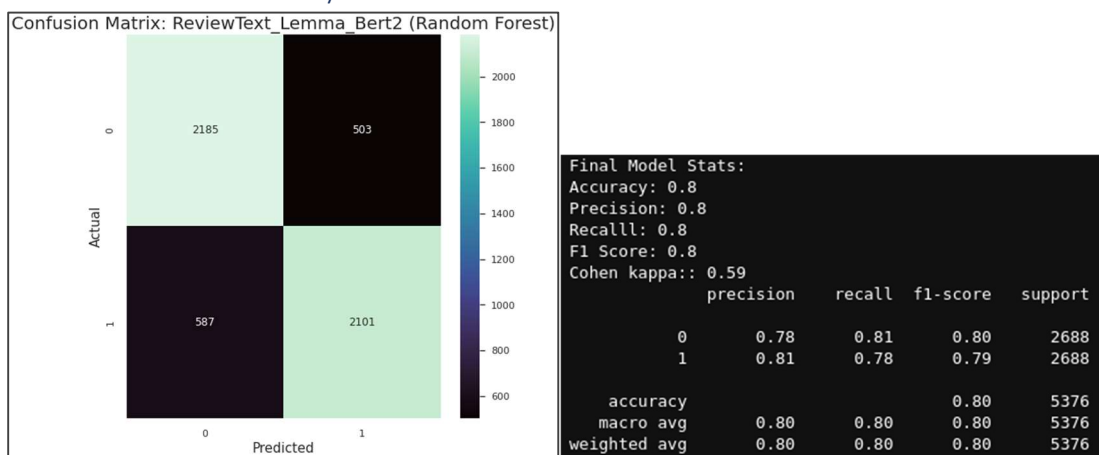 Confusion Matrix: ReviewText_Lemma_Bert2 (Random Forest)
2185 503
587 2101
Actual
0
1
0 1
Predicted
2000
1800
1600
1400
1200
1000
800
600
Final Model Stats:
Accuracy: 0.8
Precision: 0.8
Recalll: 0.8
F1 Score: 0.8
Cohen kappa:: 0.59
precision recall f1-score support
0 0.78 0.81 0.80 2688
1 0.81 0.78 0.79 2688
accuracy 0.80 5376
macro avg 0.80 0.80 0.80 5376
weighted avg 0.80 0.80 0.80 5376